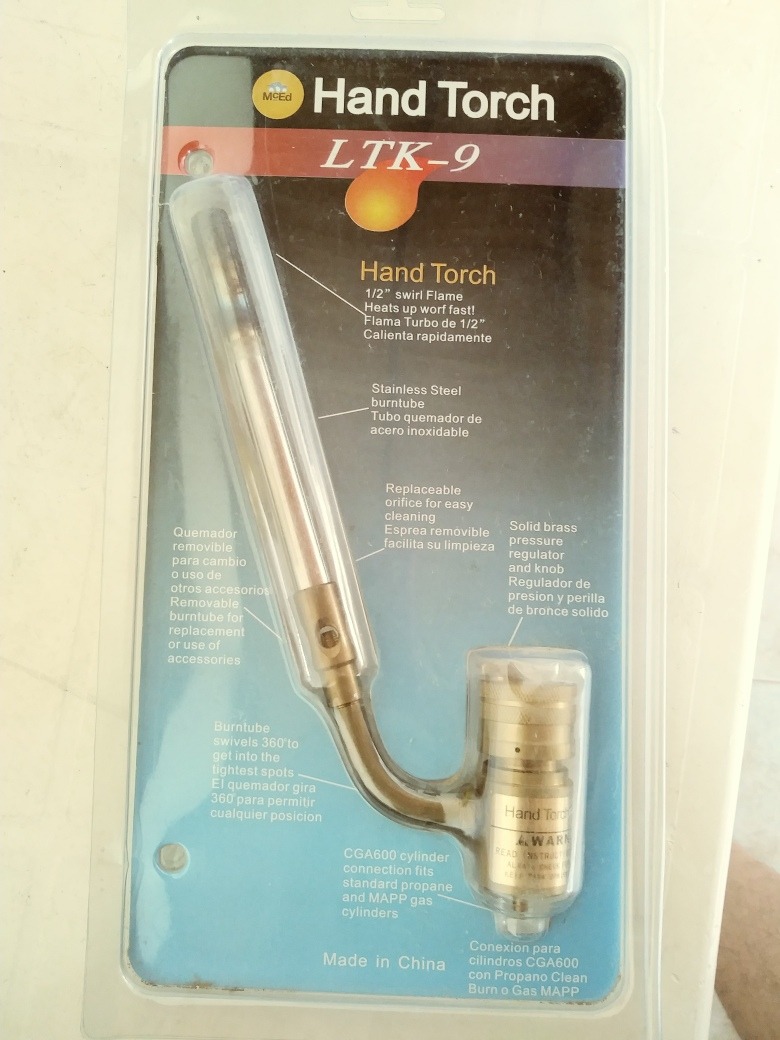 McEd
Hand Torch
LTK-9
Hand Torch
1/2" swirl Flame
Heats up worf fast!
Flama Turbo de 1/2"
Calienta rapidamente
Stainless Steel
burntube
Tubo quemador de
acero inoxidable
Replaceable
orifice for easy
cleaning
Esprea removible
facilita su limpieza
Solid brass
pressure
regulator
and knob
Regulador de
presion y perilla
de bronce solido
Quemador
removible
para cambio
o uso de
otros accesorios
Removable
burntube for
replacement
or use of
accessories
Burntube
swivels 360°to
get into the
tightest spots
El quemador gira
360°para permitir
cualquier posicion
Hand Torch
WARN
READ INSTRUC
CGA600 cylinder
connection fits
standard propane
and MAPP gas
cylinders
Made in China
Conexion para
cilindros CGA600
con Propano Clean
Burn o Gas MAPP